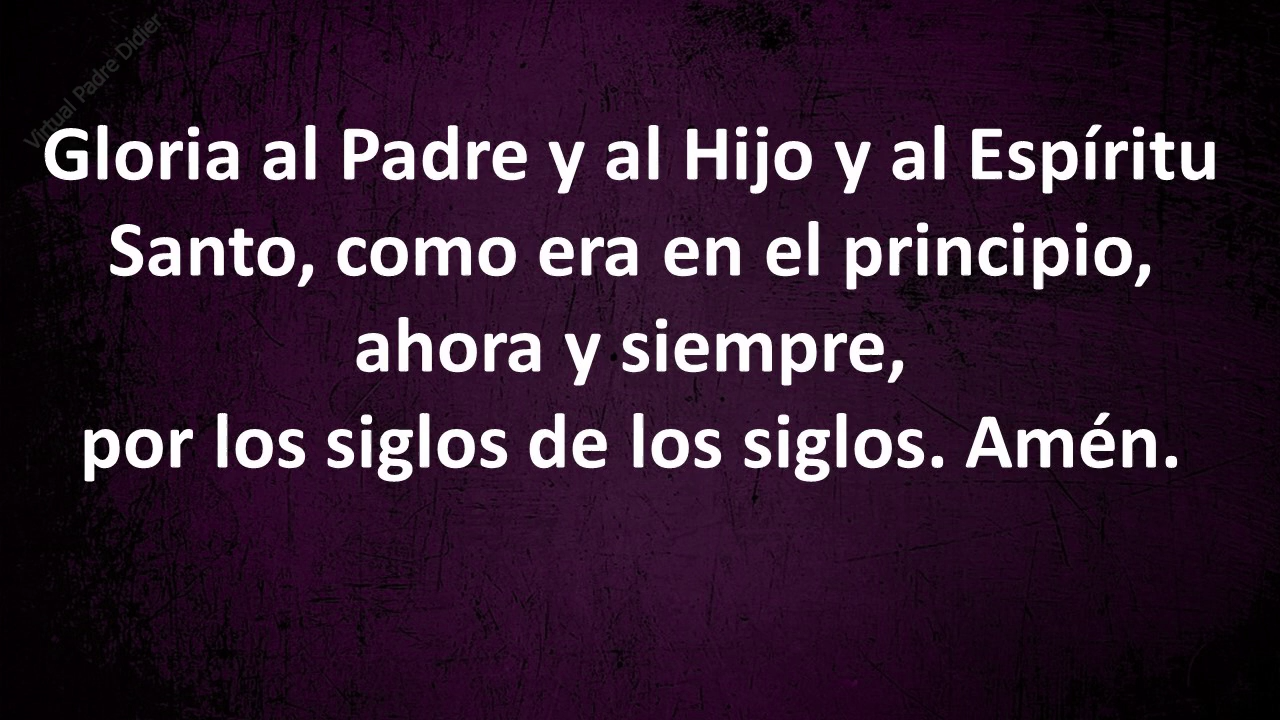 Virtual Padre Didier
Gloria al Padre y al Hijo y al Espíritu
Santo, como era en el principio,
ahora y siempre,
por los siglos de los siglos. Amén.